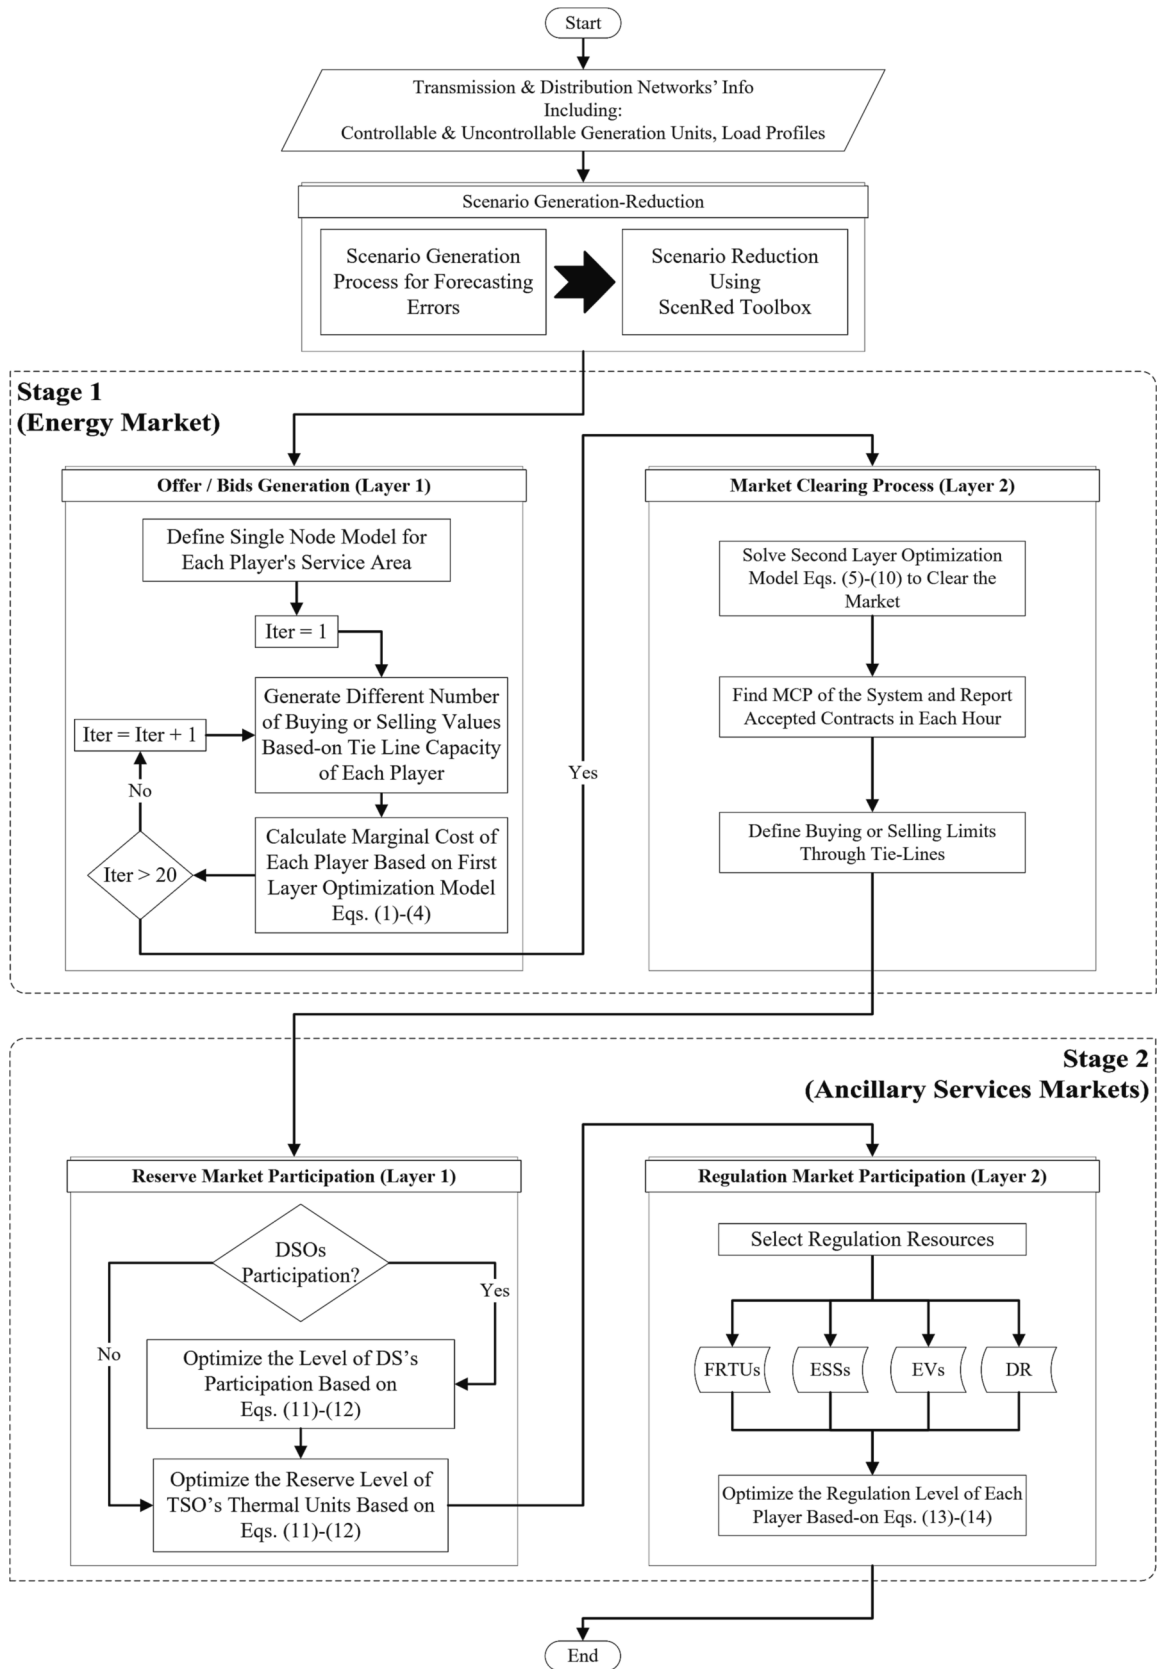 Start
Transmission & Distribution Networks' Info
Including:
Controllable & Uncontrollable Generation Units, Load Profiles
Scenario Generation-Reduction
Scenario Generation
Process for Forecasting
Errors
Scenario Reduction
Using
ScenRed Toolbox
Stage 1
(Energy Market)
Offer / Bids Generation (Layer 1)
Define Single Node Model for
Each Player's Service Area
Iter = 1
Generate Different Number
of Buying or Selling Values
Based-on Tie Line Capacity
of Each Player
Iter = Iter + 1
No
Calculate Marginal Cost of
Each Player Based on First
Layer Optimization Model
Eqs. (1)-(4)
Iter > 20
Yes
Market Clearing Process (Layer 2)
Solve Second Layer Optimization
Model Eqs. (5)-(10) to Clear the
Market
Find MCP of the System and Report
Accepted Contracts in Each Hour
Define Buying or Selling Limits
Through Tie-Lines
Stage 2
(Ancillary Services Markets)
Reserve Market Participation (Layer 1)
DSOs
Participation?
Yes
No
Optimize the Level of DS's
Participation Based on
Eqs. (11)-(12)
Optimize the Reserve Level of
TSO's Thermal Units Based on
Eqs. (11)-(12)
Regulation Market Participation (Layer 2)
Select Regulation Resources
FRTUs
ESSs
EVs
DR
Optimize the Regulation Level of Each
Player Based-on Eqs. (13)-(14)
End